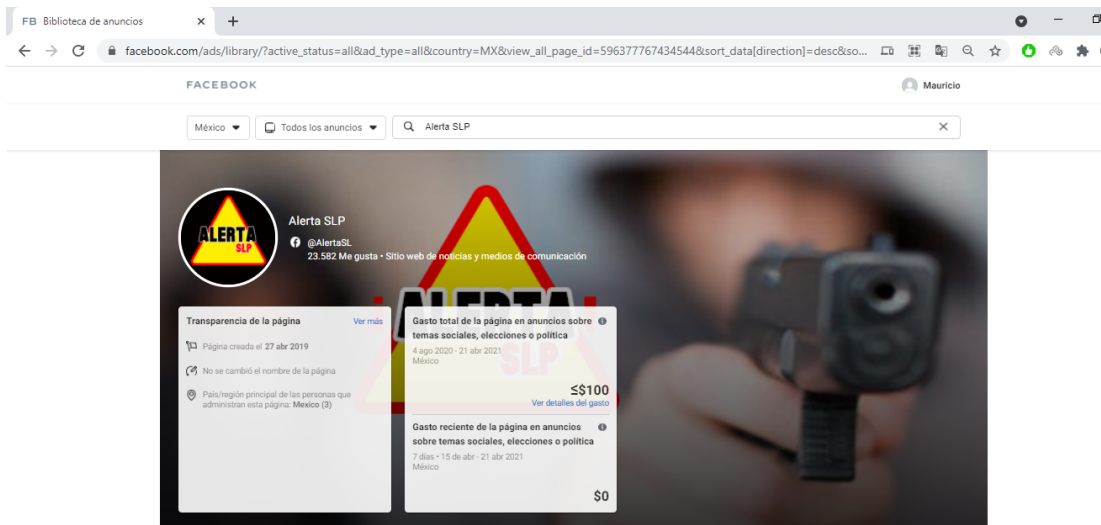 FB Biblioteca de anuncios
facebook.com/ads/library/?active_status=all&ad_type=all&country=MX&view_all_page_id=596377767434544&sort_data[direction]=desc&so...
FACEBOOK
Mauricio
México
Todos los anuncios
Alerta SLP
ALERTA
SLP
Alerta SLP
@AlertaSL
23.582 Me gusta • Sitio web de noticias y medios de comunicación
¡ALERTA!
SLP
Transparencia de la página
Ver más
Página creada el 27 abr 2019
No se cambió el nombre de la página
País/región principal de las personas que
administran esta página: Mexico (3)
Gasto total de la página en anuncios sobre
temas sociales, elecciones o política
4 ago 2020 - 21 abr 2021
México
≤$100
Ver detalles del gasto
Gasto reciente de la página en anuncios
sobre temas sociales, elecciones o política
7 días • 15 de abr - 21 abr 2021
México
$0